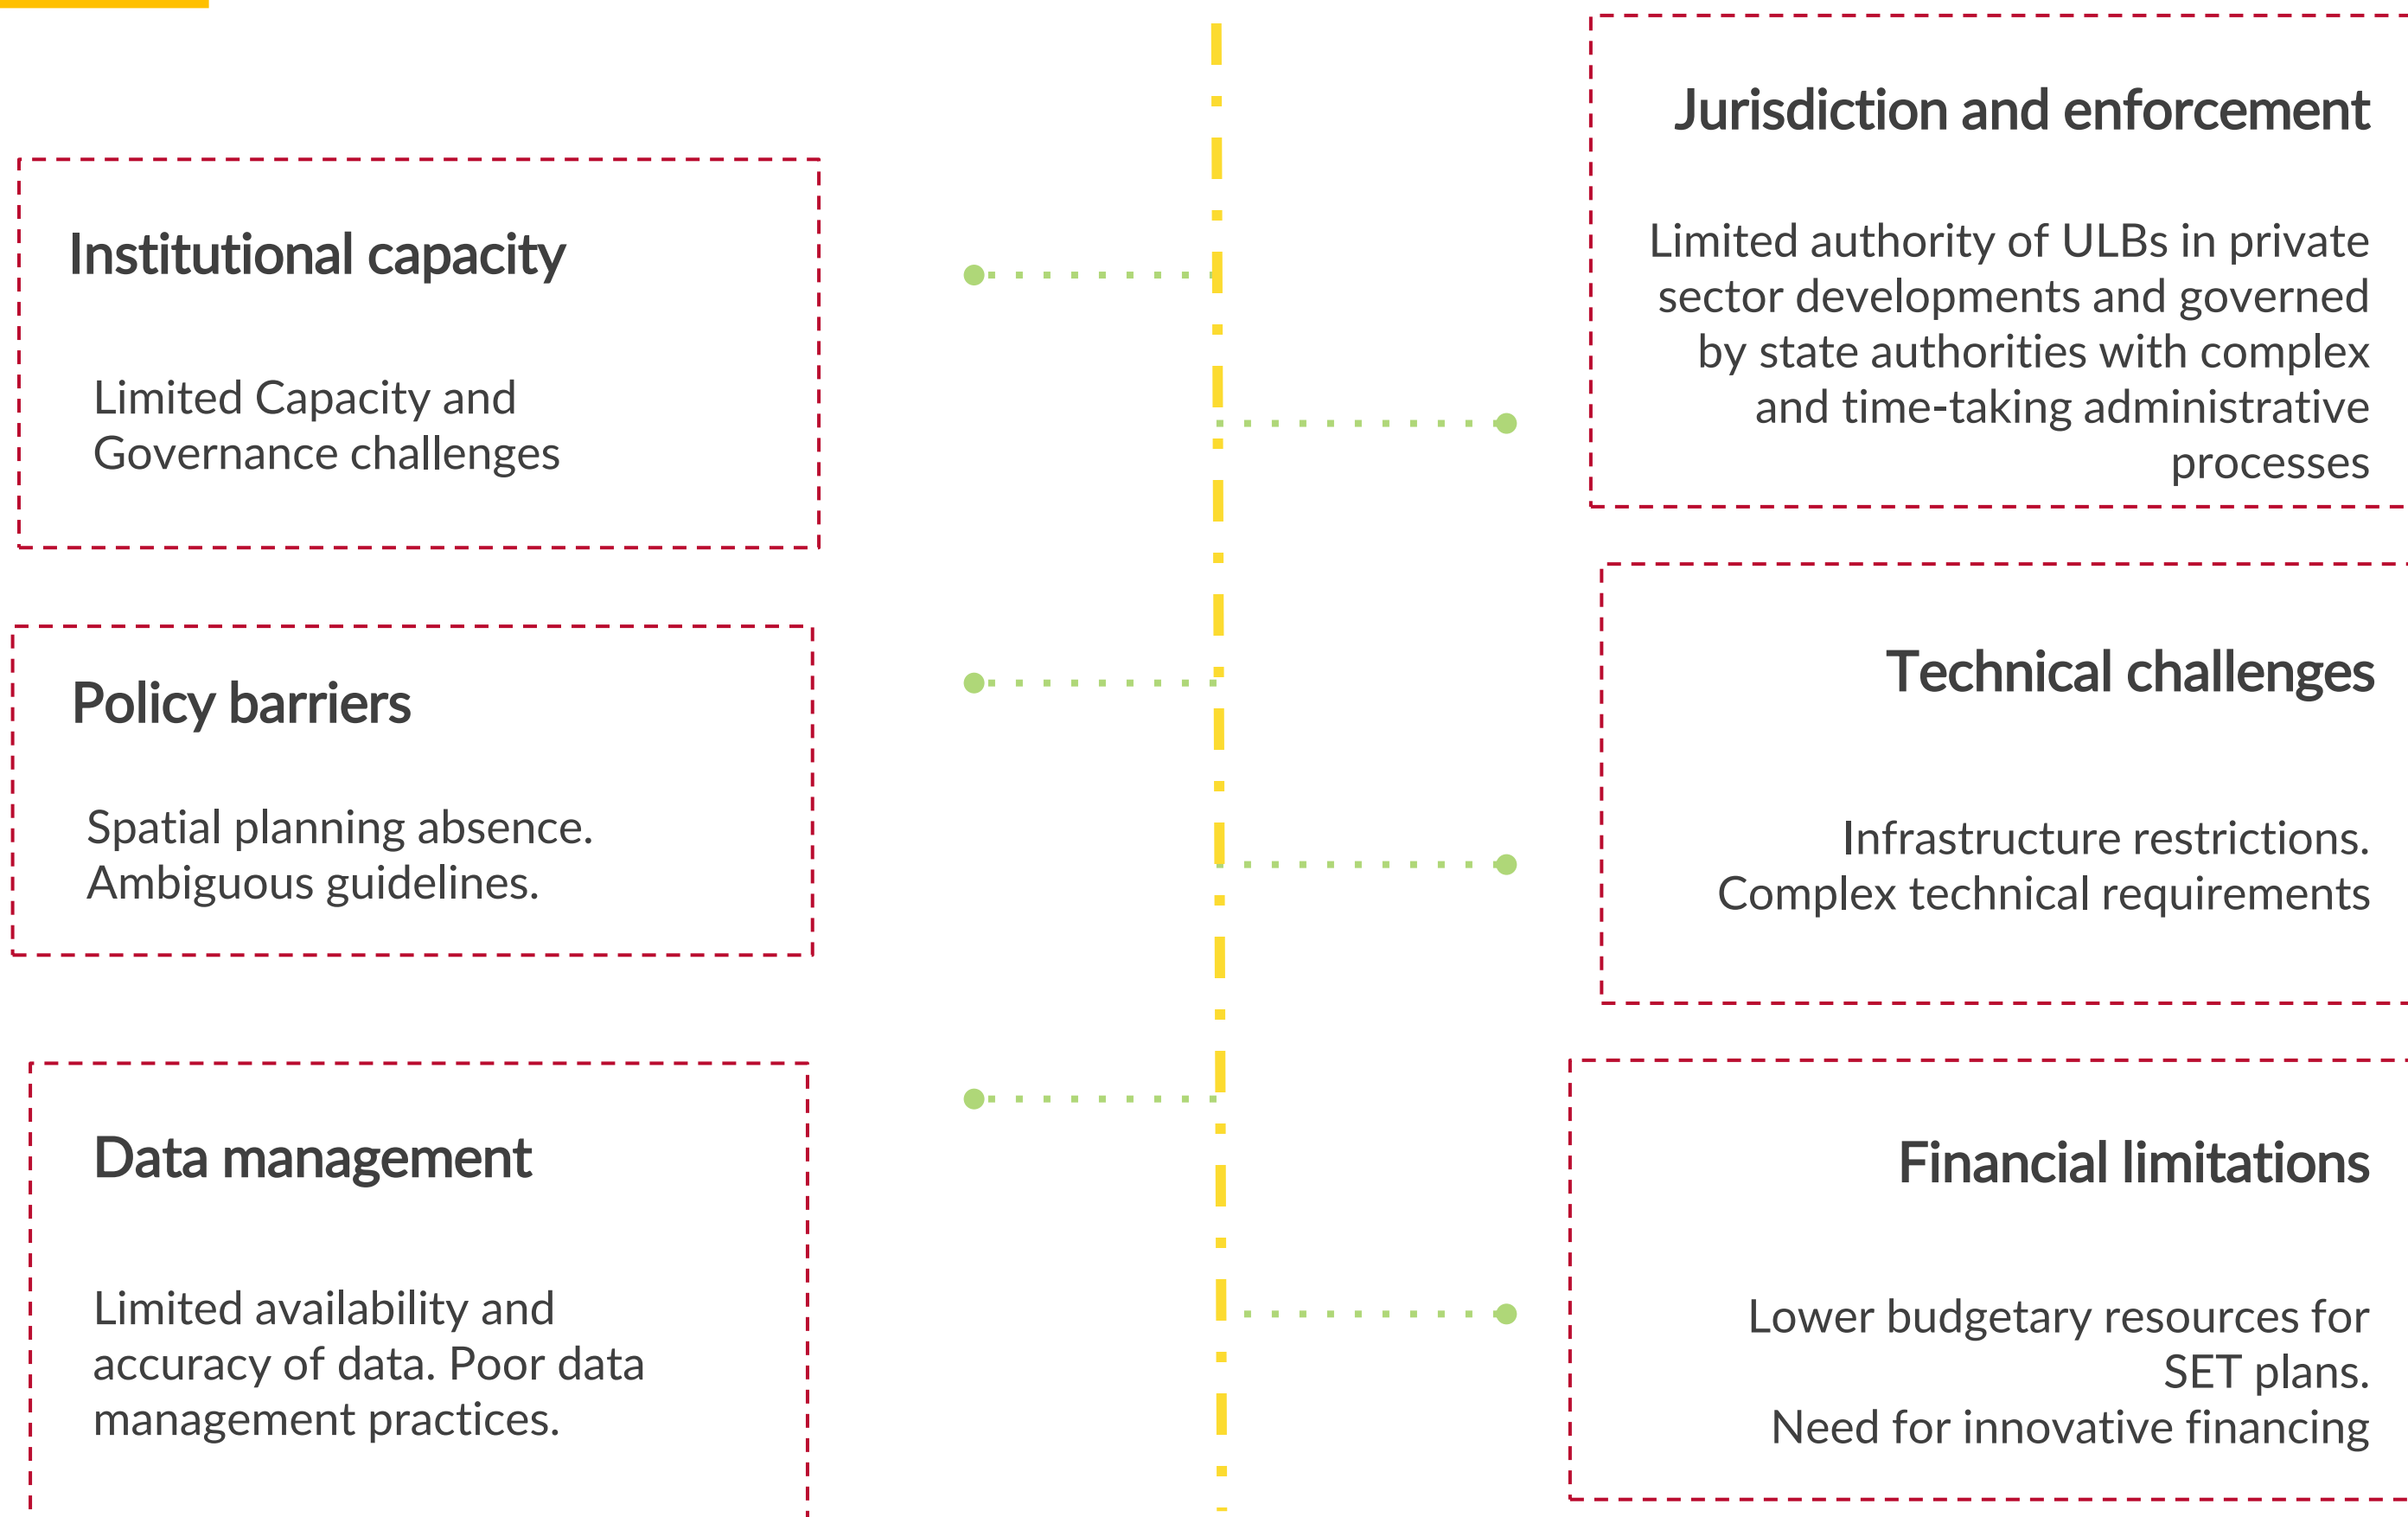 Institutional capacity
Limited Capacity and
Governance challenges
Policy barriers
Spatial planning absence.
Ambiguous guidelines.
Data management
Limited availability and
accuracy of data. Poor data
management practices.
Jurisdiction and enforcement
Limited authority of ULBs in private
sector developments and governed
by state authorities with complex
and time-taking administrative
processes
Technical challenges
Infrastructure restrictions.
Complex technical requirements
Financial limitations
Lower budgetary resources for
SET plans.
Need for innovative financing